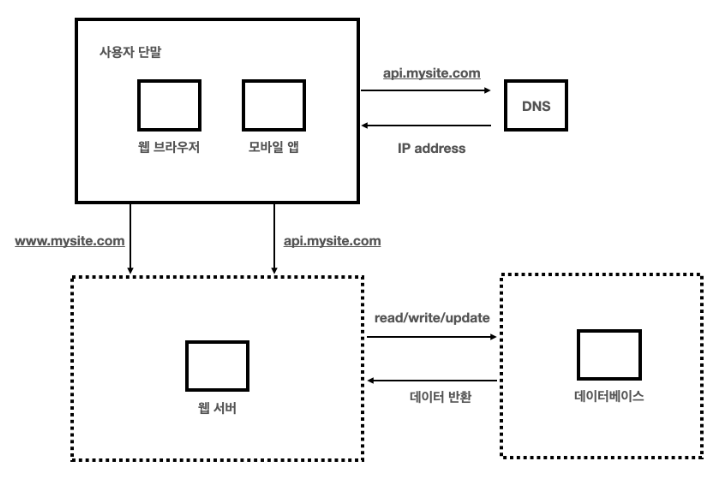 사용자 단말
api.mysite.com
DNS
웹 브라우저
모바일 앱
IP address
www.mysite.com
api.mysite.com
read/write/update
웹 서버
데이터 반환
데이터베이스